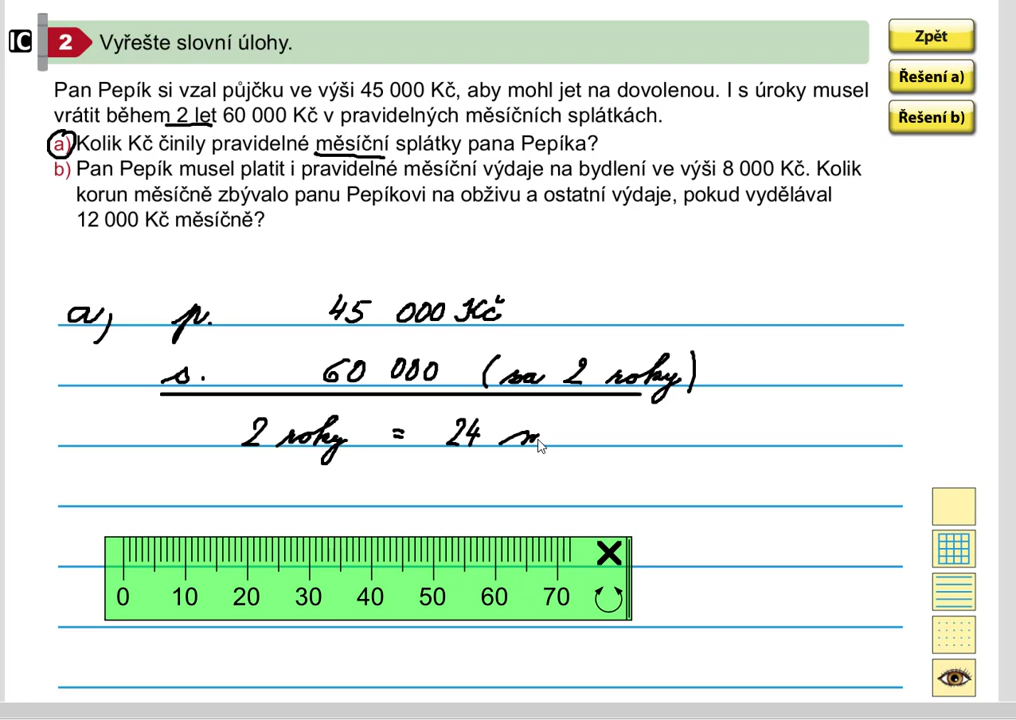 IC
2 Vyřešte slovní úlohy.
Zpět
Řešení a)
Řešení b)
Pan Pepík si vzal půjčku ve výši 45 000 Kč, aby mohl jet na dovolenou. I s úroky musel
vrátit během 2 let 60 000 Kč v pravidelných měsíčních splátkách.
a) Kolik Kč činily pravidelné měsíční splátky pana Pepíka?
b) Pan Pepík musel platit i pravidelné měsíční výdaje na bydlení ve výši 8 000 Kč. Kolik
korun měsíčně zbývalo panu Pepíkovi na obživu a ostatní výdaje, pokud vydělával
12 000 Kč měsíčně?
a) p. 45 000 Kč
s. 60 000 (za 2 roky)
2 roky = 24 m
0 10 20 30 40 50 60 70